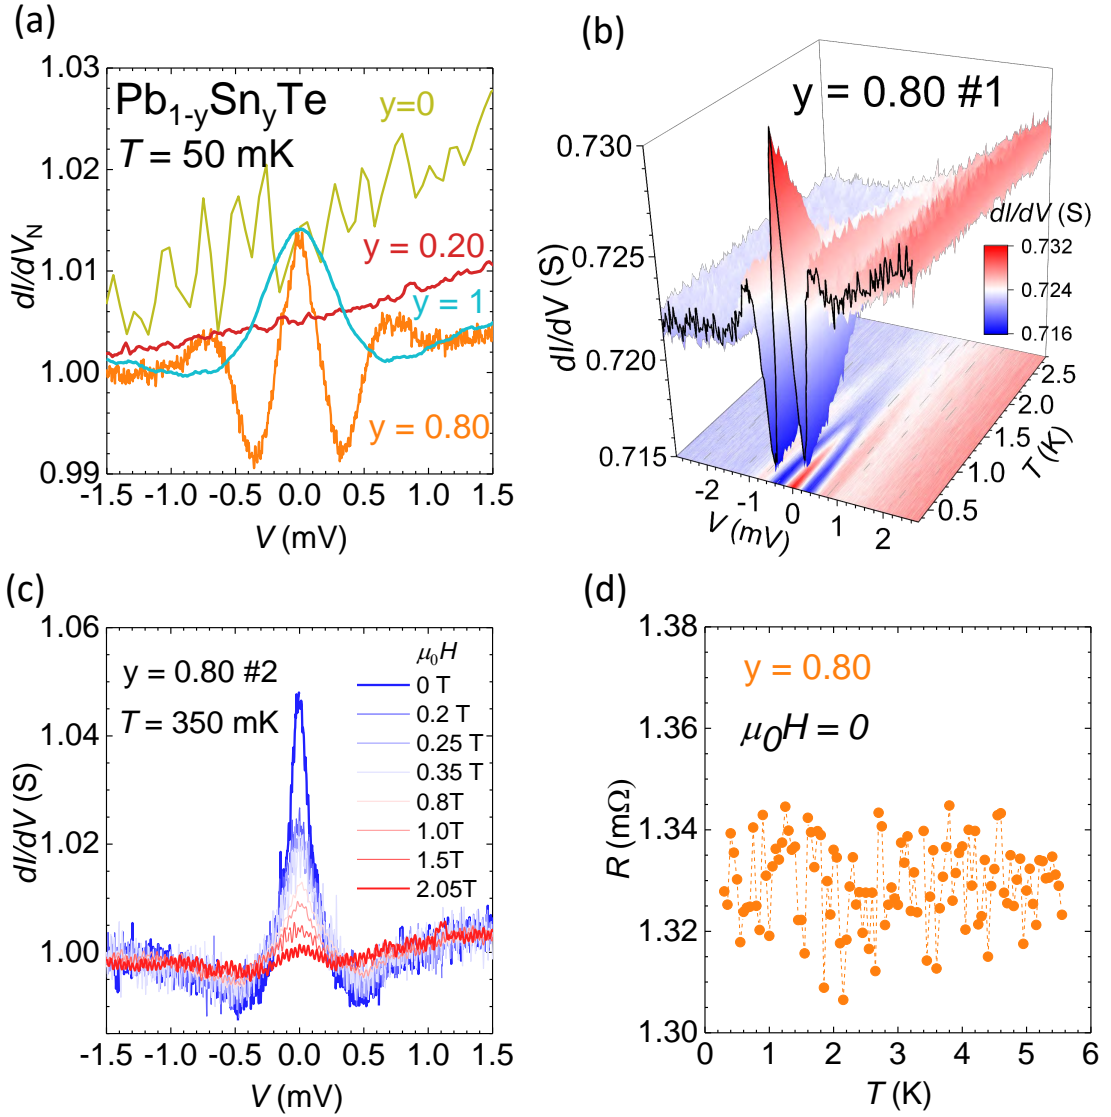 (a)
1.03
1.02
1.01
1.00
0.99
dI/dV_N
Pb_{1-y}Sn_yTe
T = 50 mK
y=0
y = 0.20
y = 1
y = 0.80
-1.5 -1.0 -0.5 0.0 0.5 1.0 1.5
V (mV)
(b)
y = 0.80 #1
0.730
0.725
0.720
0.715
dI/dV (S)
dI/dV (S)
0.732
0.724
0.716
-2 -1 0 1 2
V (mV)
0.5 1.0 1.5 2.0 2.5
T (K)
(c)
1.06
1.04
1.02
1.00
dI/dV (S)
y = 0.80 #2
T = 350 mK
μ₀H
0 T
0.2 T
0.25 T
0.35 T
0.8T
1.0T
1.5T
2.05T
-1.5 -1.0 -0.5 0.0 0.5 1.0 1.5
V (mV)
(d)
1.38
1.36
1.34
1.32
1.30
R (mΩ)
y = 0.80
μ₀H = 0
0 1 2 3 4 5 6
T (K)